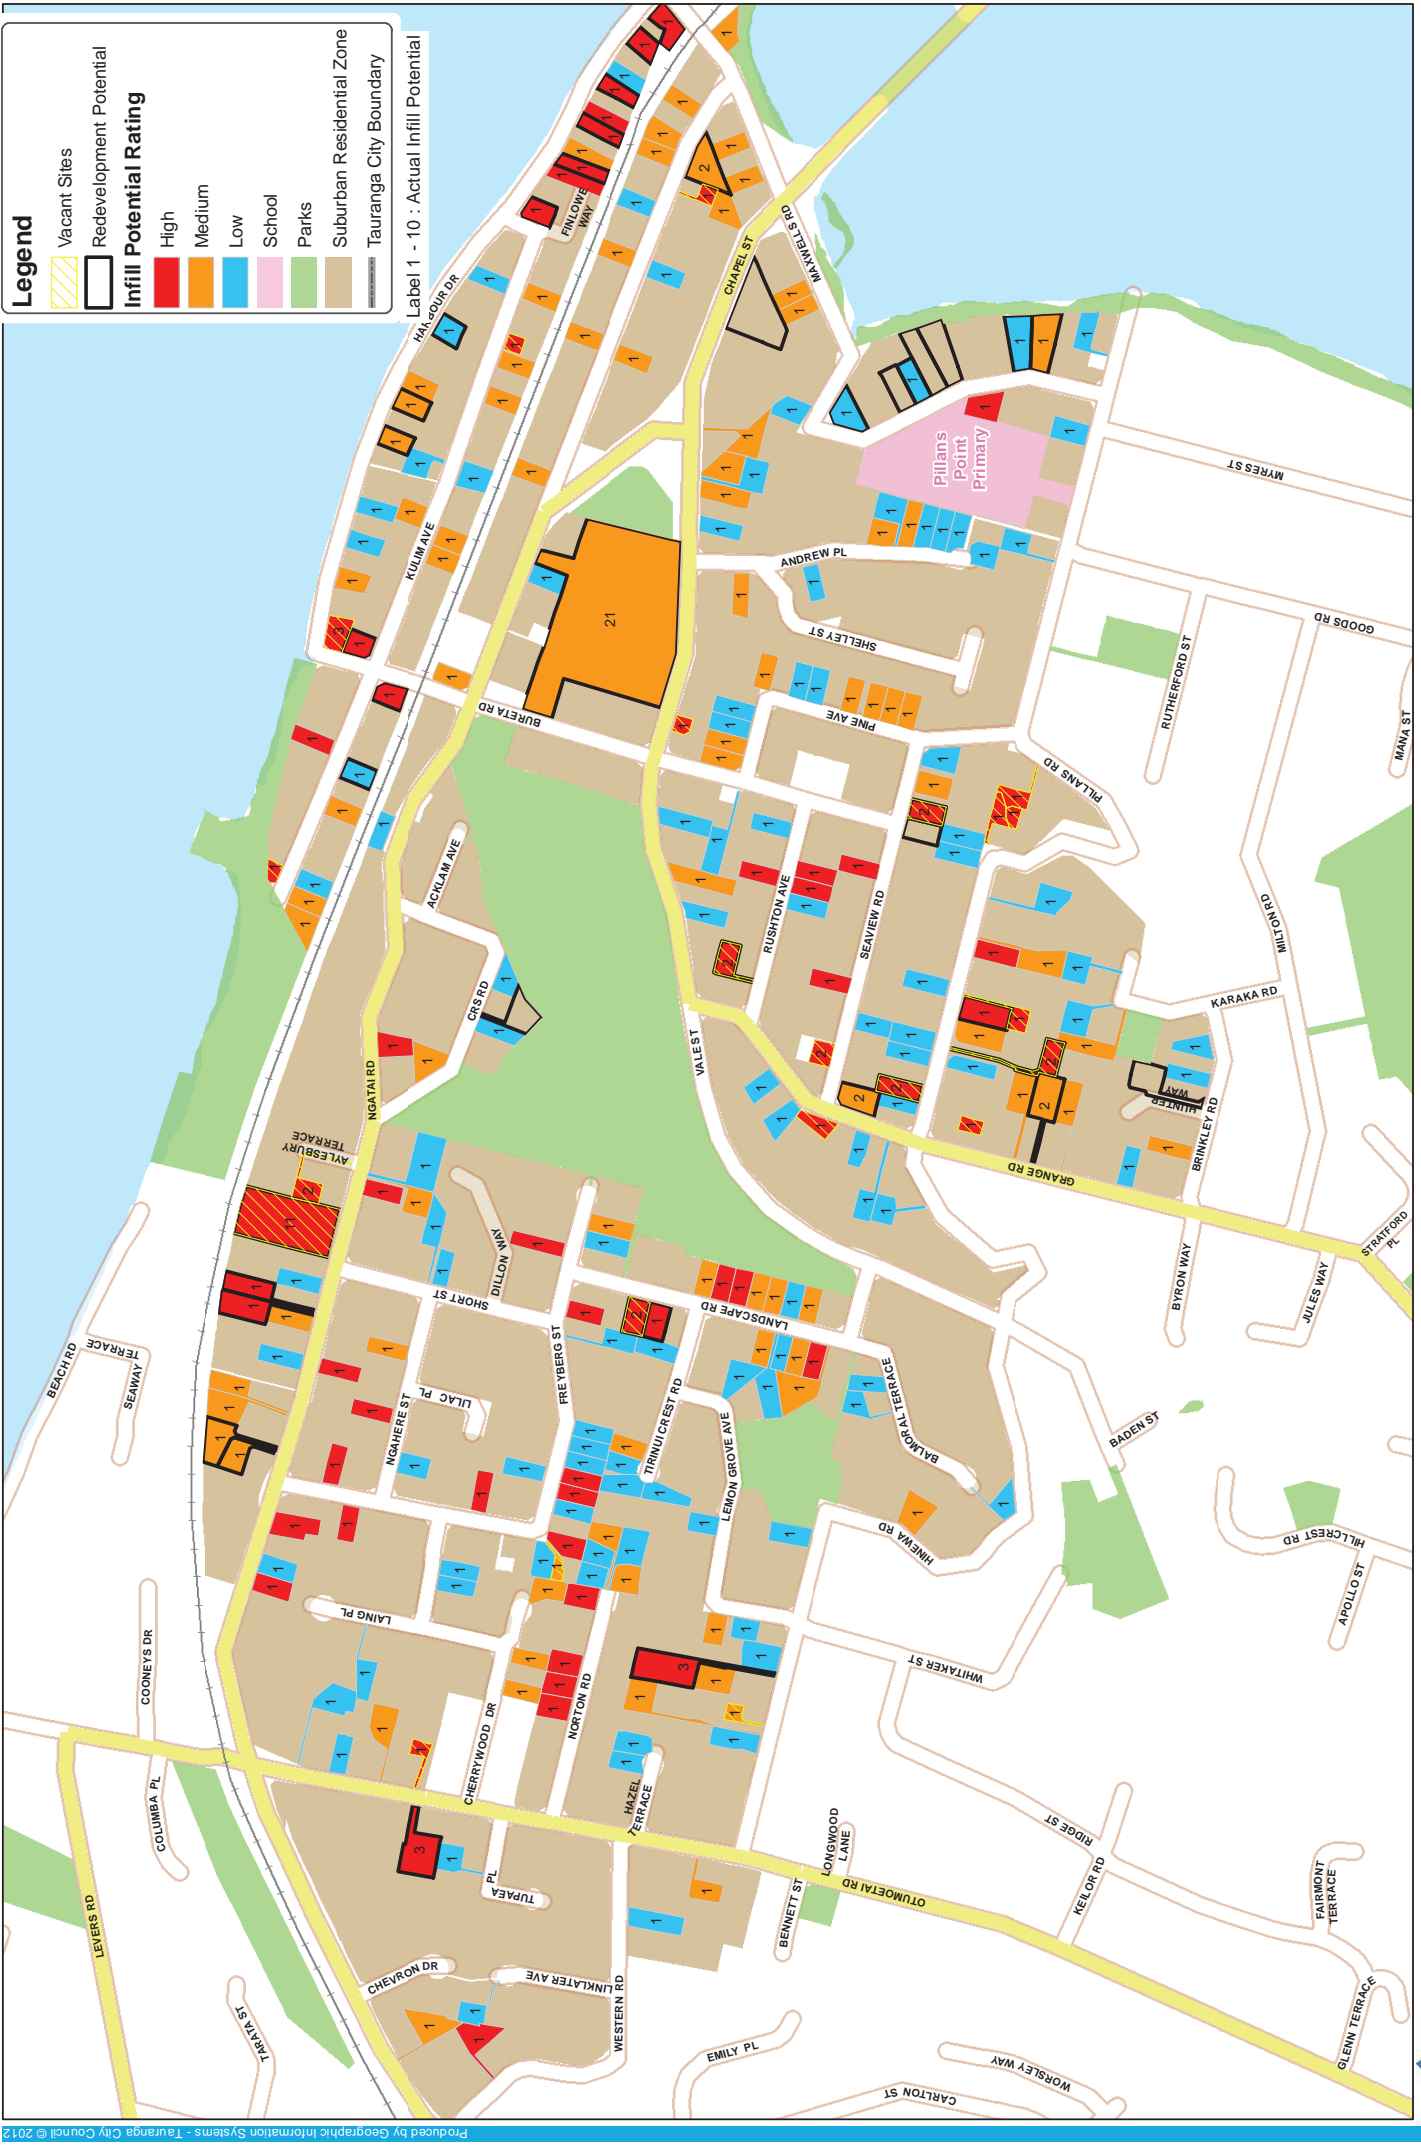 Legend
Vacant Sites
Redevelopment Potential
Infill Potential Rating
High
Medium
Low
School
Parks
Suburban Residential Zone
Tauranga City Boundary
Label 1 - 10 : Actual Infill Potential
HARBOUR DR
FINLOWE
WAY
KULIM AVE
CHAPEL ST
MAXWELLS RD
Pillans
Point
Primary
MYRES ST
ANDREW PL
SHELLEY ST
GOODS RD
RUTHERFORD ST
MANA ST
BURETA RD
PINE AVE
PILLANS RD
21
ACKLAM AVE
RUSHTON AVE
SEAVIEW RD
MILTON RD
KARAKA RD
CRS RD
VALE ST
NGATAI RD
HUNTER
WAY
BRINKLEY RD
GRANGE RD
AYLESBURY
TERRACE
11
DILLON WAY
SHORT ST
LANDSCAPE RD
BYRON WAY
JULES WAY
STRATFORD
PL
BEACH RD
SEAWAY
TERRACE
NGAHERE ST
LILAC PL
FREYBERG ST
TIRINUI CREST RD
LEMON GROVE AVE
BALMORAL TERRACE
BADEN ST
HINEWA RD
HILLCREST RD
APOLLO ST
LAING PL
COONEYS DR
COLUMBA PL
CHERRYWOOD DR
NORTON RD
WHITAKER ST
HAZEL
TERRACE
LONGWOOD
LANE
RIDGE ST
KEILOR RD
FAIRMONT
TERRACE
OTUMOETAI RD
BENNETT ST
TUPAEA
PL
LEVERS RD
CHEVRON DR
LINKLATER AVE
WESTERN RD
TARATA ST
EMILY PL
WORSLEY WAY
CARLTON ST
GLENN TERRACE
Produced by Geographic Information Systems - Tauranga City Council © 2012